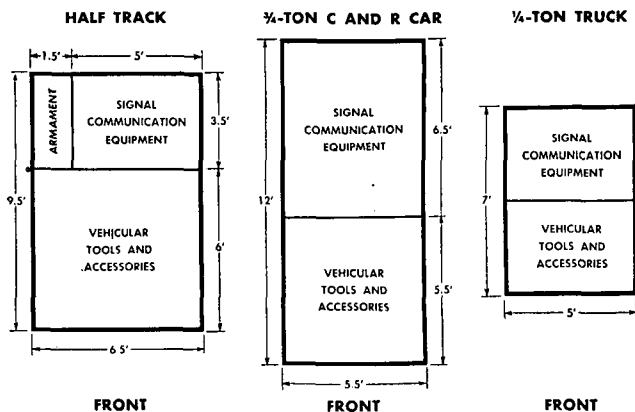 HALF TRACK
¾-TON C AND R CAR
¼-TON TRUCK
1.5'
5'
ARMAMENT
SIGNAL
COMMUNICATION
EQUIPMENT
3.5'
9.5'
VEHICULAR
TOOLS AND
ACCESSORIES
6'
6 5'
FRONT
SIGNAL
COMMUNICATION
EQUIPMENT
6.5'
12'
VEHICULAR
TOOLS AND
ACCESSORIES
5.5'
5.5'
FRONT
SIGNAL
COMMUNICATION
EQUIPMENT
7'
VEHICULAR
TOOLS AND
ACCESSORIES
5'
FRONT